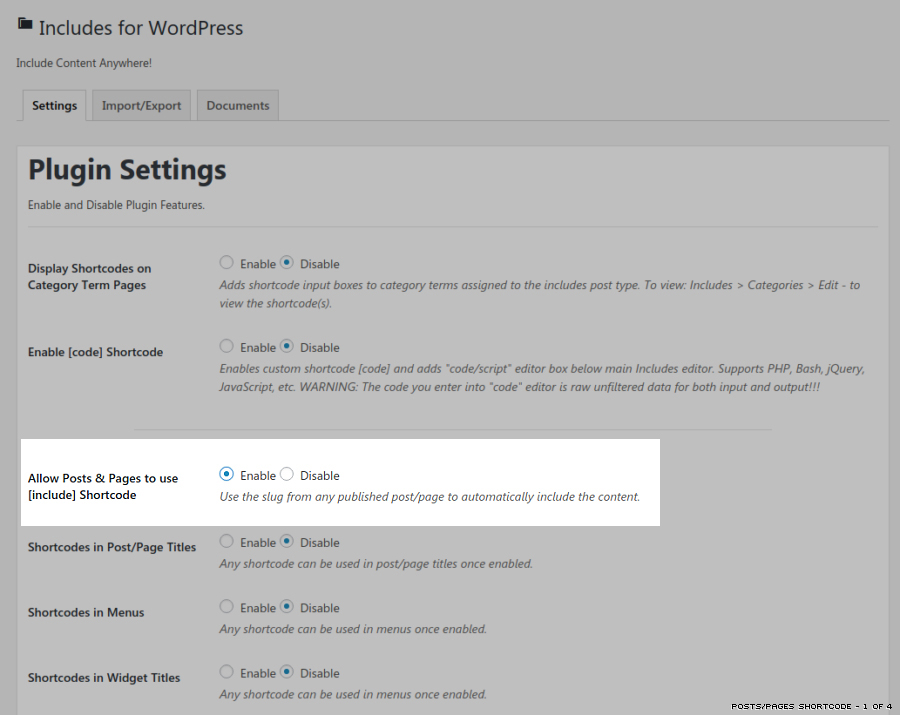 Includes for WordPress
Include Content Anywhere!
Settings
Import/Export
Documents
Plugin Settings
Enable and Disable Plugin Features.
Display Shortcodes on
Category Term Pages
Enable Disable
Adds shortcode input boxes to category terms assigned to the includes post type. To view: Includes > Categories > Edit - to
view the shortcode(s).
Enable [code] Shortcode
Enable Disable
Enables custom shortcode [code] and adds "code/script" editor box below main Includes editor. Supports PHP, Bash, jQuery,
JavaScript, etc. WARNING: The code you enter into "code" editor is raw unfiltered data for both input and output!!!
Allow Posts & Pages to use
[include] Shortcode
Enable Disable
Use the slug from any published post/page to automatically include the content.
Shortcodes in Post/Page Titles
Enable Disable
Any shortcode can be used in post/page titles once enabled.
Shortcodes in Menus
Enable Disable
Any shortcode can be used in menus once enabled.
Shortcodes in Widget Titles
Enable Disable
Any shortcode can be used in menus once enabled.
POSTS/PAGES SHORTCODE - 1 OF 4